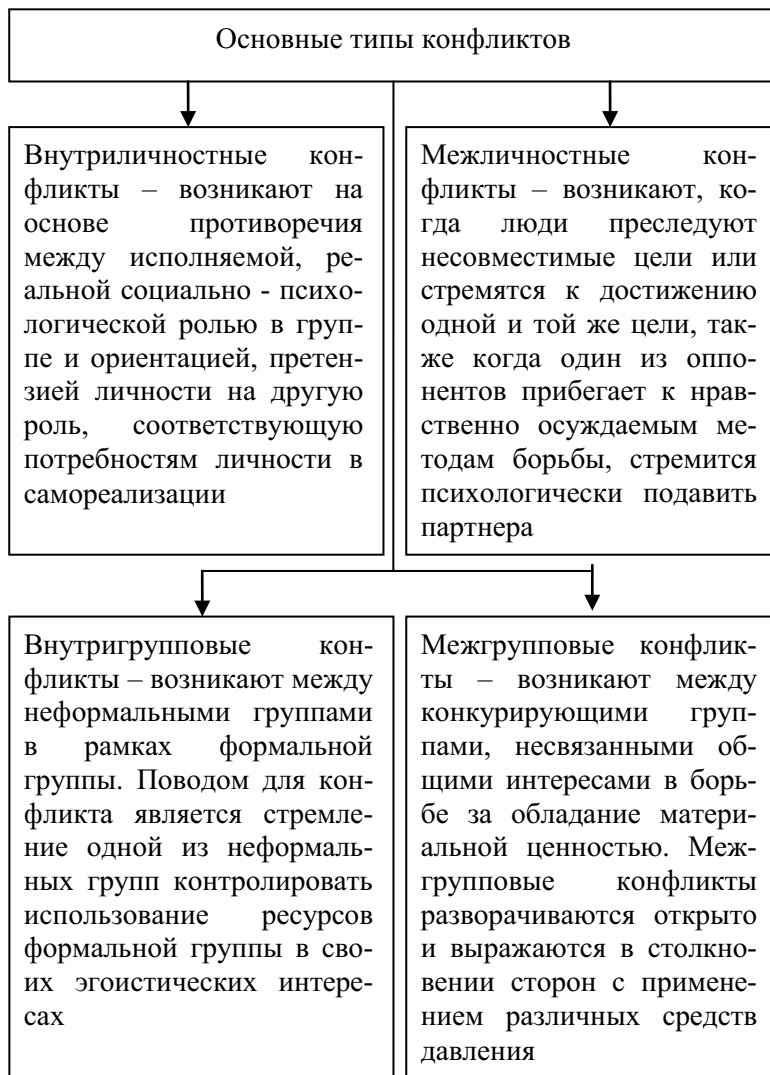 Основные типы конфликтов
Внутриличностные кон-
фликты – возникают на
основе противоречия
между исполняемой, ре-
альной социально - психо-
логической ролью в груп-
пе и ориентацией, претен-
зией личности на другую
роль, соответствующую
потребностям личности в
самореализации
Межличностные кон-
фликты – возникают, ко-
гда люди преследуют
несовместимые цели или
стремятся к достижению
одной и той же цели, так-
же когда один из оппо-
нентов прибегает к нрав-
ственно осуждаемым ме-
тодам борьбы, стремится
психологически подавить
партнера
Внутригрупповые кон-
фликты – возникают между
неформальными группами
в рамках формальной
группы. Поводом для кон-
фликта является стремле-
ние одной из неформаль-
ных групп контролировать
использование ресурсов
формальной группы в сво-
их эгоистических интере-
сах
Межгрупповые конфлик-
ты – возникают между
конкурирующими груп-
пами, несвязанными об-
щими интересами в борь-
бе за обладание матери-
альной ценностью. Меж-
групповые конфликты
разворачиваются открыто
и выражаются в столкно-
вении сторон с примене-
нием различных средств
давления